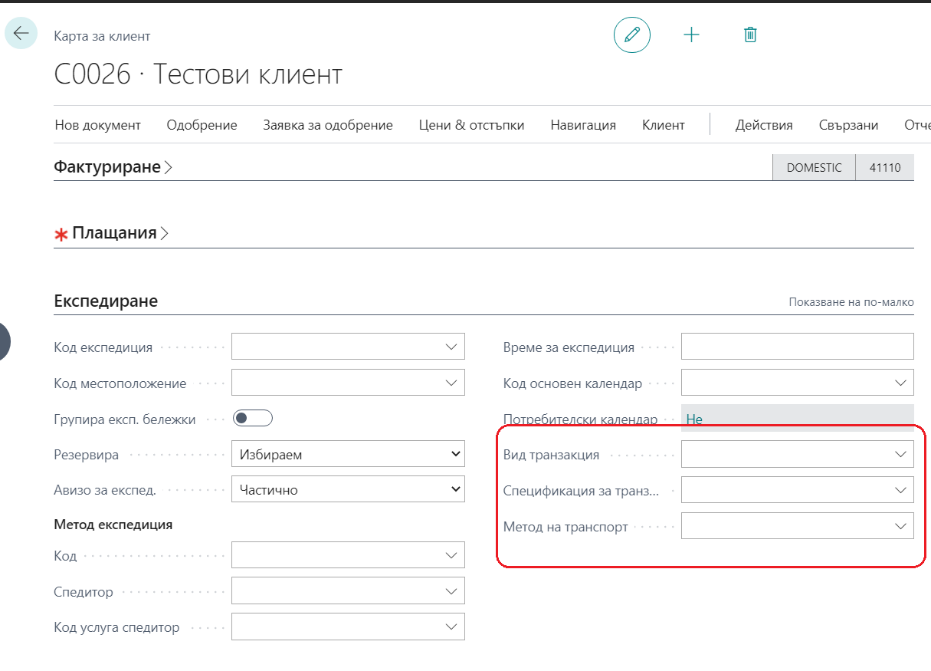 Карта за клиент
C0026 · Тестови клиент
Нов документ Одобрение Заявка за одобрение Цени & отстъпки Навигация Клиент Действия Свързани Отче
Фактуриране DOMESTIC 41110
Плащания
Експедиране Показване на по-малко
Код експедиция
Код местоположение
Групира експ. бележки
Резервира Избираем
Авизо за експед. Частично
Метод експедиция
Код
Спедитор
Код услуга спедитор
Време за експедиция
Код основен календар
Потребителски календар Не
Вид транзакция
Спецификация за транз...
Метод на транспорт